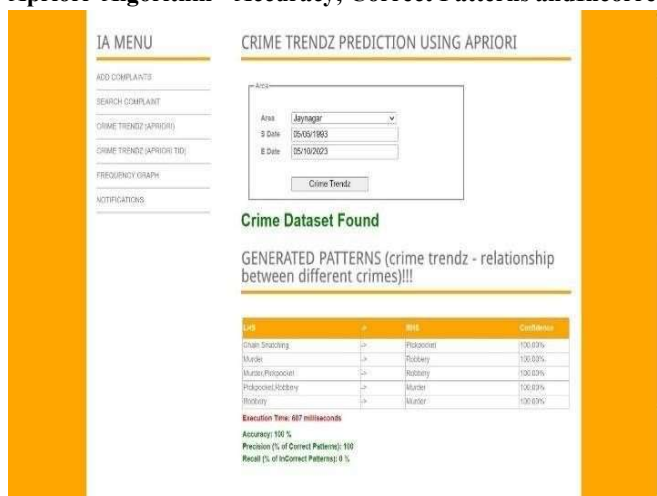 Apriori Algorithm - Accuracy, Correct Patterns andIncorre
IA MENU
ADD COMPLAINTS
SEARCH COMPLAINT
CRIME TRENDZ (APRIORI)
CRIME TRENDZ (APRIORI TID)
FREQUENCY GRAPH
NOTIFICATIONS
CRIME TRENDZ PREDICTION USING APRIORI
Area
Area Jaynagar
S Date 05/05/1993
E Date 05/10/2023
Crime Trendz
Crime Dataset Found
GENERATED PATTERNS (crime trendz - relationship
between different crimes)!!!
LHS -> RHS Confidence
Chain Snatching -> Pickpocket 100.00%
Murder -> Robbery 100.00%
Murder,Pickpocket -> Robbery 100.00%
Pickpocket,Robbery -> Murder 100.00%
Robbery -> Murder 100.00%
Execution Time: 687 milliseconds
Accuracy: 100 %
Precision (% of Correct Patterns): 100
Recall (% of InCorrect Patterns): 0 %